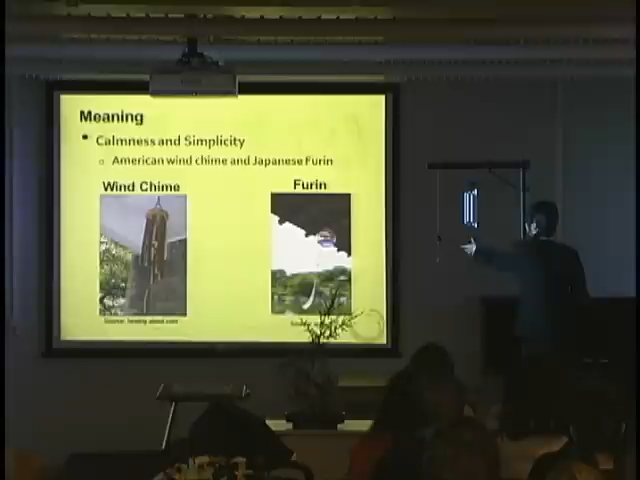 Meaning
Calmness and Simplicity
American wind chime and Japanese Furin
Wind Chime
Furin